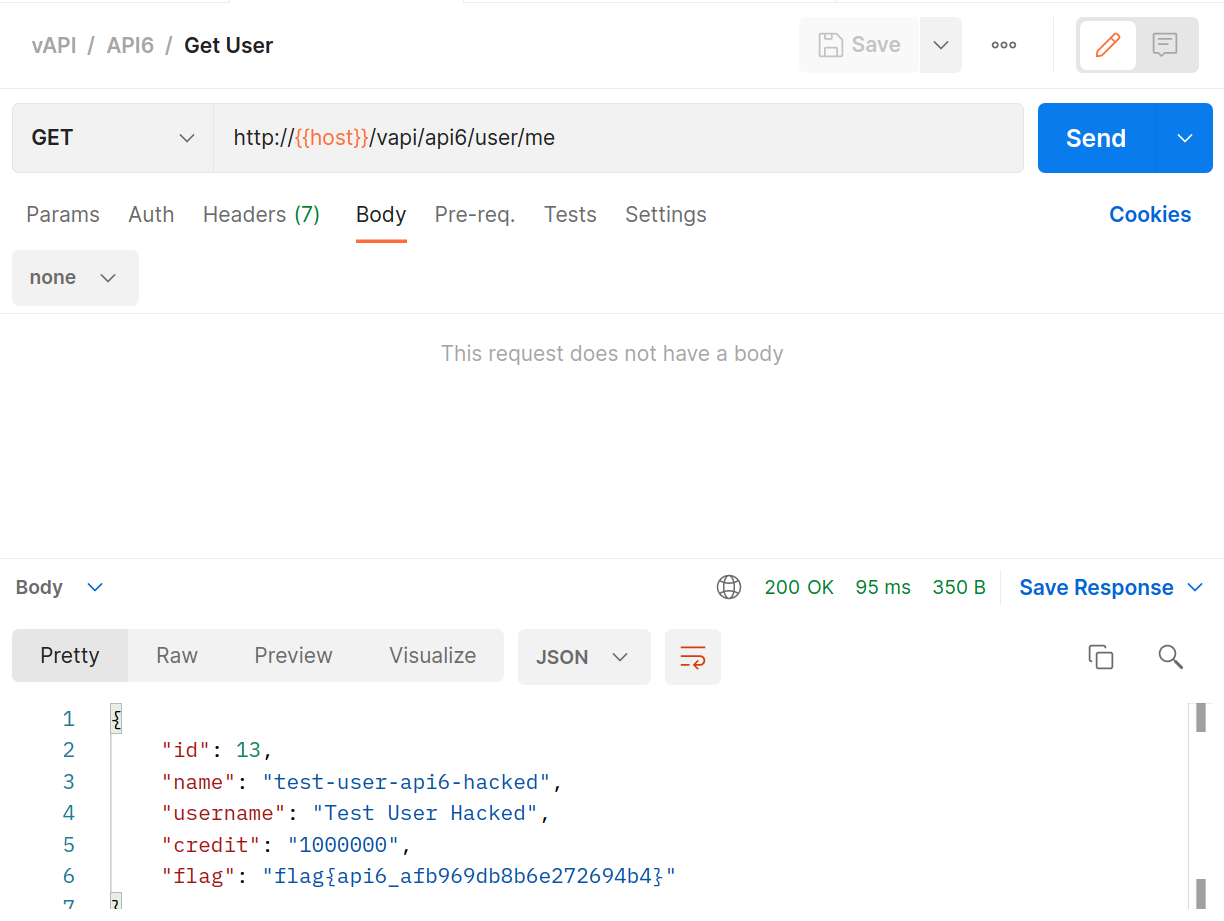 vAPI / API6 / Get User
Save
GET
http://{{host}}/vapi/api6/user/me
Send
Params Auth Headers (7) Body Pre-req. Tests Settings Cookies
none
This request does not have a body
Body
200 OK 95 ms 350 B Save Response
Pretty Raw Preview Visualize JSON
1 {
2 "id": 13,
3 "name": "test-user-api6-hacked",
4 "username": "Test User Hacked",
5 "credit": "1000000",
6 "flag": "flag{api6_afb969db8b6e272694b4}"
7 }